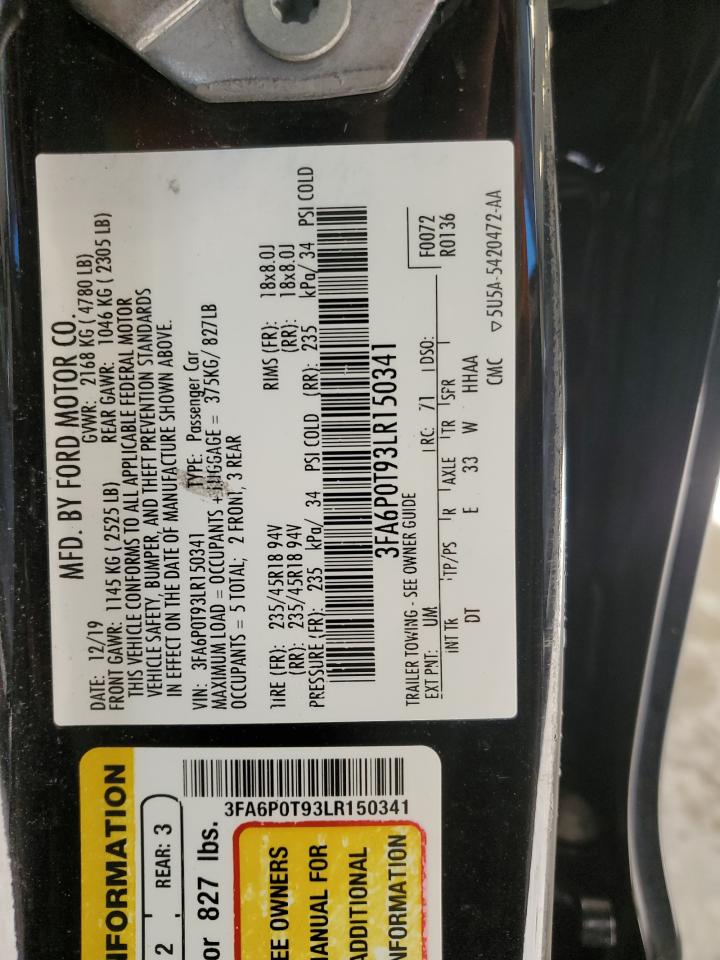 MFD. BY FORD MOTOR CO.
DATE: 12/19 GVWR: 2168 KG ( 4780 LB)
FRONT GAWR: 1145 KG ( 2525 LB) REAR GAWR: 1046 KG ( 2305 LB)
THIS VEHICLE CONFORMS TO ALL APPLICABLE FEDERAL MOTOR
VEHICLE SAFETY, BUMPER, AND THEFT PREVENTION STANDARDS
IN EFFECT ON THE DATE OF MANUFACTURE SHOWN ABOVE.
VIN: 3FA6P0T93LR150341 TYPE: Passenger Car
MAXIMUM LOAD = OCCUPANTS + LUGGAGE = 375KG/ 827LB
OCCUPANTS = 5 TOTAL; 2 FRONT, 3 REAR
TIRE (FR): 235/45R18 94V RIMS (FR): 18x8.0J
(RR): 235/45R18 94V (RR): 18x8.0J
PRESSURE (FR): 235 kPa/ 34 PSI COLD (RR): 235 kPa/ 34 PSI COLD
3FA6P0T93LR150341
TRAILER TOWING - SEE OWNER GUIDE F0072
EXT PNT: UM RC: 71 DSO: R0136
INT TR TP/PS R AXLE TR SFR
DT E 33 W HHAA
CMC ▽5U5A-5420472-AA
NFORMATION
2 REAR: 3
or 827 lbs.
3FA6P0T93LR150341
EE OWNERS
ANUAL FOR
ADDITIONAL
NFORMATION